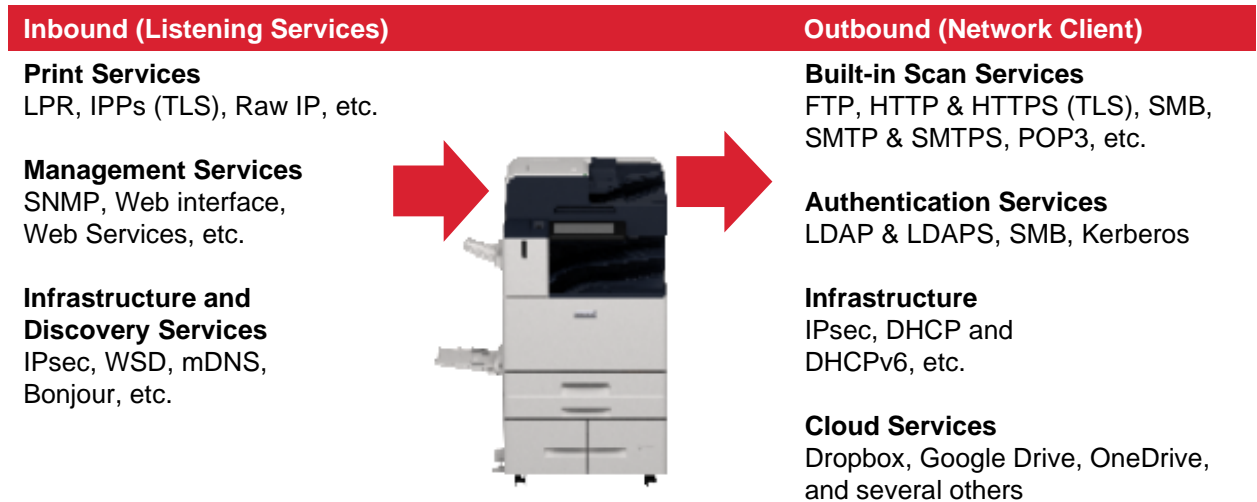 Inbound (Listening Services)
Print Services
LPR, IPPs (TLS), Raw IP, etc.
Management Services
SNMP, Web interface,
Web Services, etc.
Infrastructure and
Discovery Services
IPsec, WSD, mDNS,
Bonjour, etc.
Outbound (Network Client)
Built-in Scan Services
FTP, HTTP & HTTPS (TLS), SMB,
SMTP & SMTPS, POP3, etc.
Authentication Services
LDAP & LDAPS, SMB, Kerberos
Infrastructure
IPsec, DHCP and
DHCPv6, etc.
Cloud Services
Dropbox, Google Drive, OneDrive,
and several others